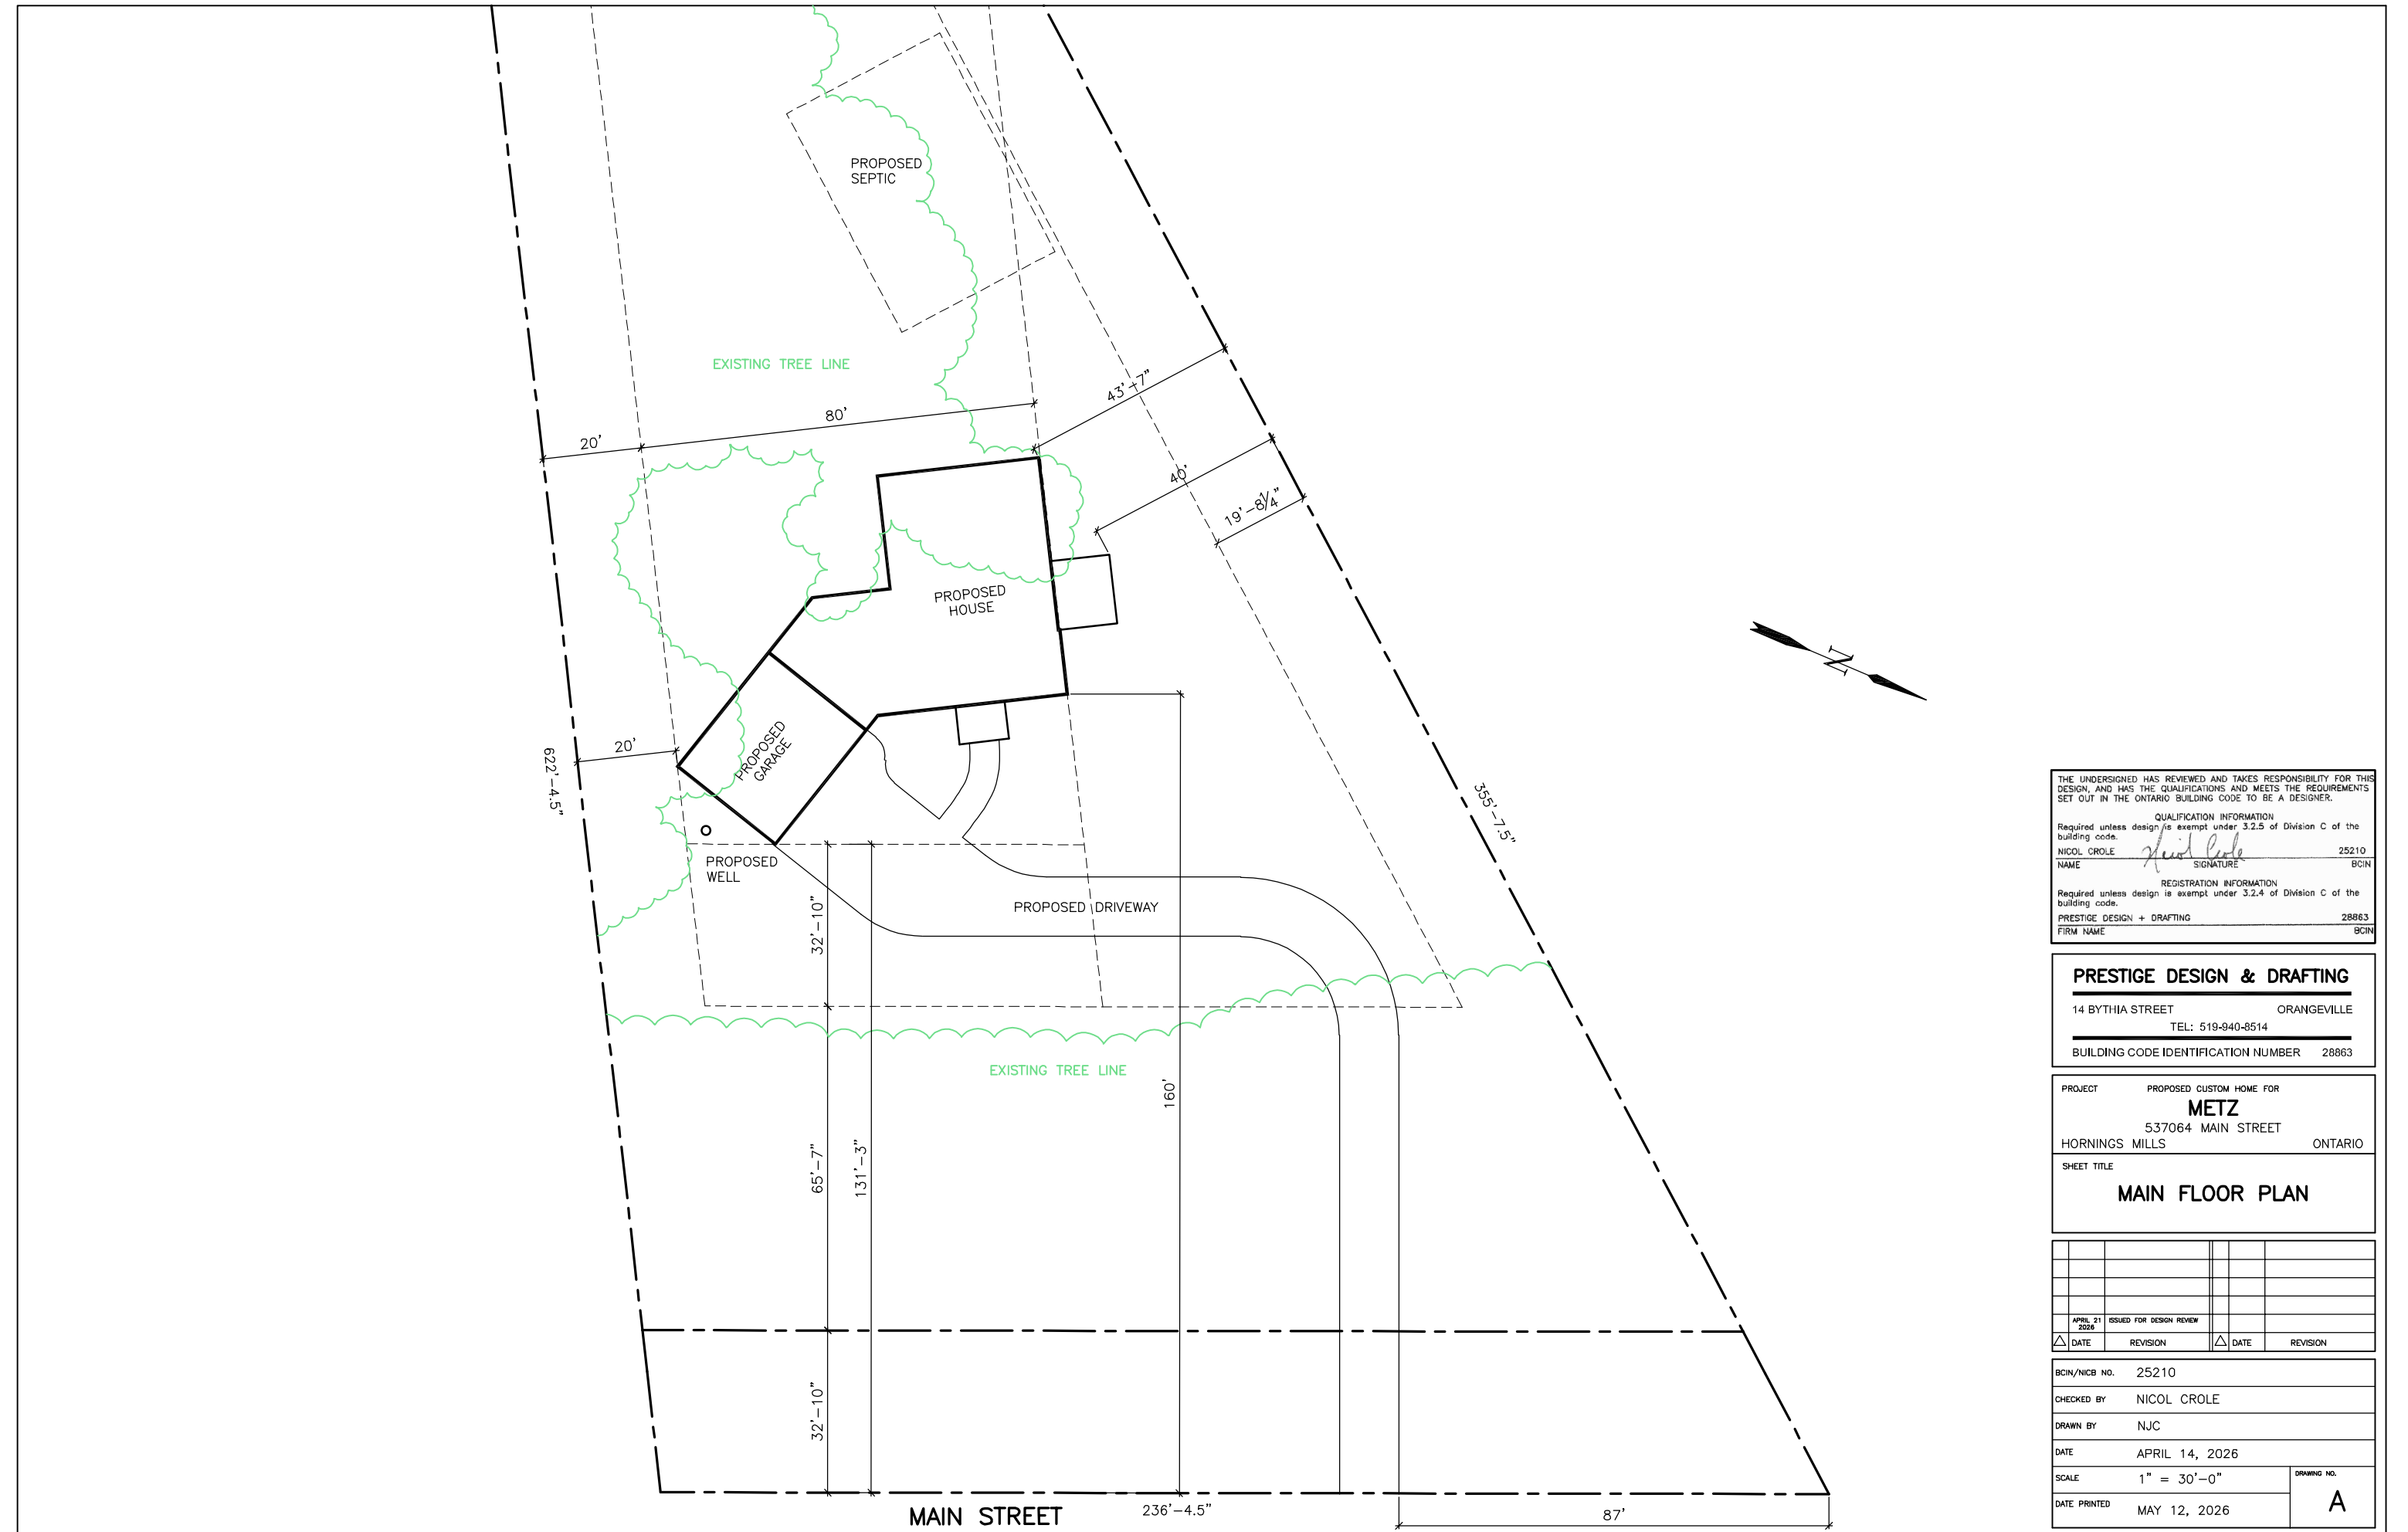 PROPOSED
SEPTIC
EXISTING TREE LINE
20'
80'
43'-7"
40'
19'-8¼"
PROPOSED
HOUSE
N
20'
PROPOSED
GARAGE
622'-4.5"
355'-7.5"
PROPOSED
WELL
PROPOSED DRIVEWAY
32'-10"
EXISTING TREE LINE
160'
65'-7"
131'-3"
32'-10"
MAIN STREET
236'-4.5"
87'
THE UNDERSIGNED HAS REVIEWED AND TAKES RESPONSIBILITY FOR THIS
DESIGN, AND HAS THE QUALIFICATIONS AND MEETS THE REQUIREMENTS
SET OUT IN THE ONTARIO BUILDING CODE TO BE A DESIGNER.
QUALIFICATION INFORMATION
Required unless design is exempt under 3.2.5 of Division C of the
building code.
NICOL CROLE Nicol Crole 25210
NAME SIGNATURE BCIN
REGISTRATION INFORMATION
Required unless design is exempt under 3.2.4 of Division C of the
building code.
PRESTIGE DESIGN + DRAFTING 28863
FIRM NAME BCIN
PRESTIGE DESIGN & DRAFTING
14 BYTHIA STREET ORANGEVILLE
TEL: 519-940-8514
BUILDING CODE IDENTIFICATION NUMBER 28863
PROJECT PROPOSED CUSTOM HOME FOR
METZ
537064 MAIN STREET
HORNINGS MILLS ONTARIO
SHEET TITLE
MAIN FLOOR PLAN
APRIL 21 ISSUED FOR DESIGN REVIEW
2026
DATE REVISION DATE REVISION
BCIN/NICB NO. 25210
CHECKED BY NICOL CROLE
DRAWN BY NJC
DATE APRIL 14, 2026
SCALE 1" = 30'-0" DRAWING NO.
DATE PRINTED MAY 12, 2026 A